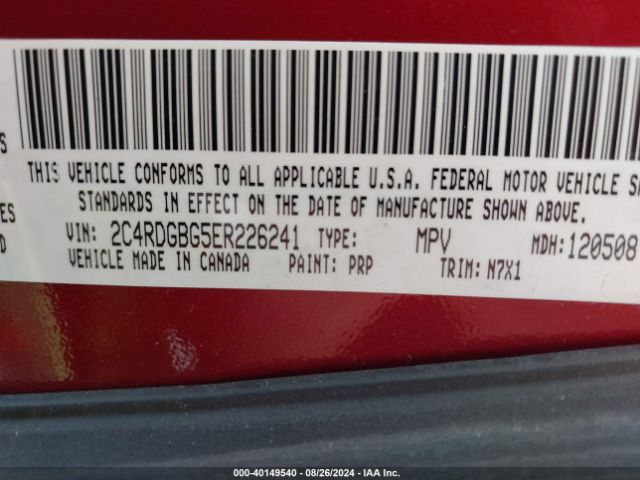 THIS VEHICLE CONFORMS TO ALL APPLICABLE U.S.A. FEDERAL MOTOR VEHICLE
STANDARDS IN EFFECT ON THE DATE OF MANUFACTURE SHOWN ABOVE.
VIN: 2C4RDGBG5ER226241 TYPE: MPV MDH:120508
VEHICLE MADE IN CANADA PAINT: PRP TRIM: N7X1
000-40149540 - 08/26/2024 - IAA Inc.